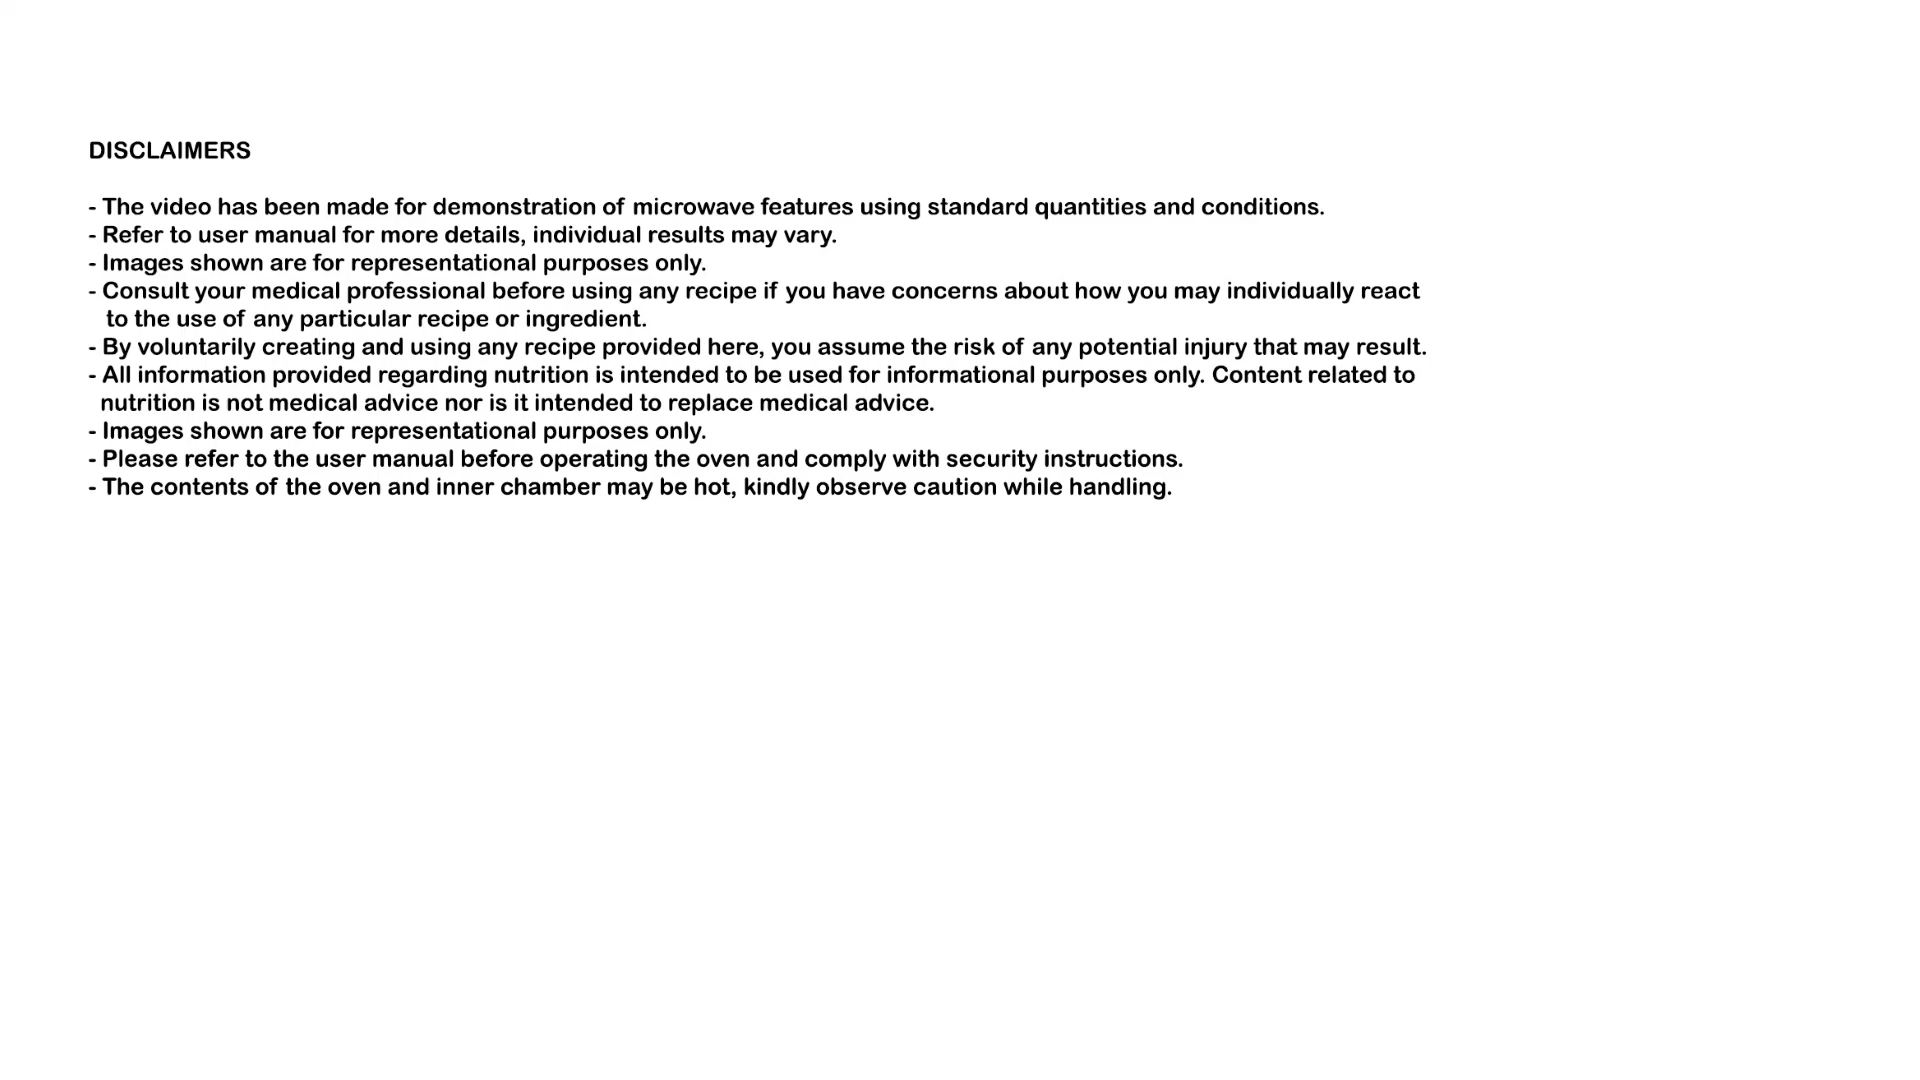 DISCLAIMERS
- The video has been made for demonstration of microwave features using standard quantities and conditions.
- Refer to user manual for more details, individual results may vary.
- Images shown are for representational purposes only.
- Consult your medical professional before using any recipe if you have concerns about how you may individually react
to the use of any particular recipe or ingredient.
- By voluntarily creating and using any recipe provided here, you assume the risk of any potential injury that may result.
- All information provided regarding nutrition is intended to be used for informational purposes only. Content related to
nutrition is not medical advice nor is it intended to replace medical advice.
- Images shown are for representational purposes only.
- Please refer to the user manual before operating the oven and comply with security instructions.
- The contents of the oven and inner chamber may be hot, kindly observe caution while handling.